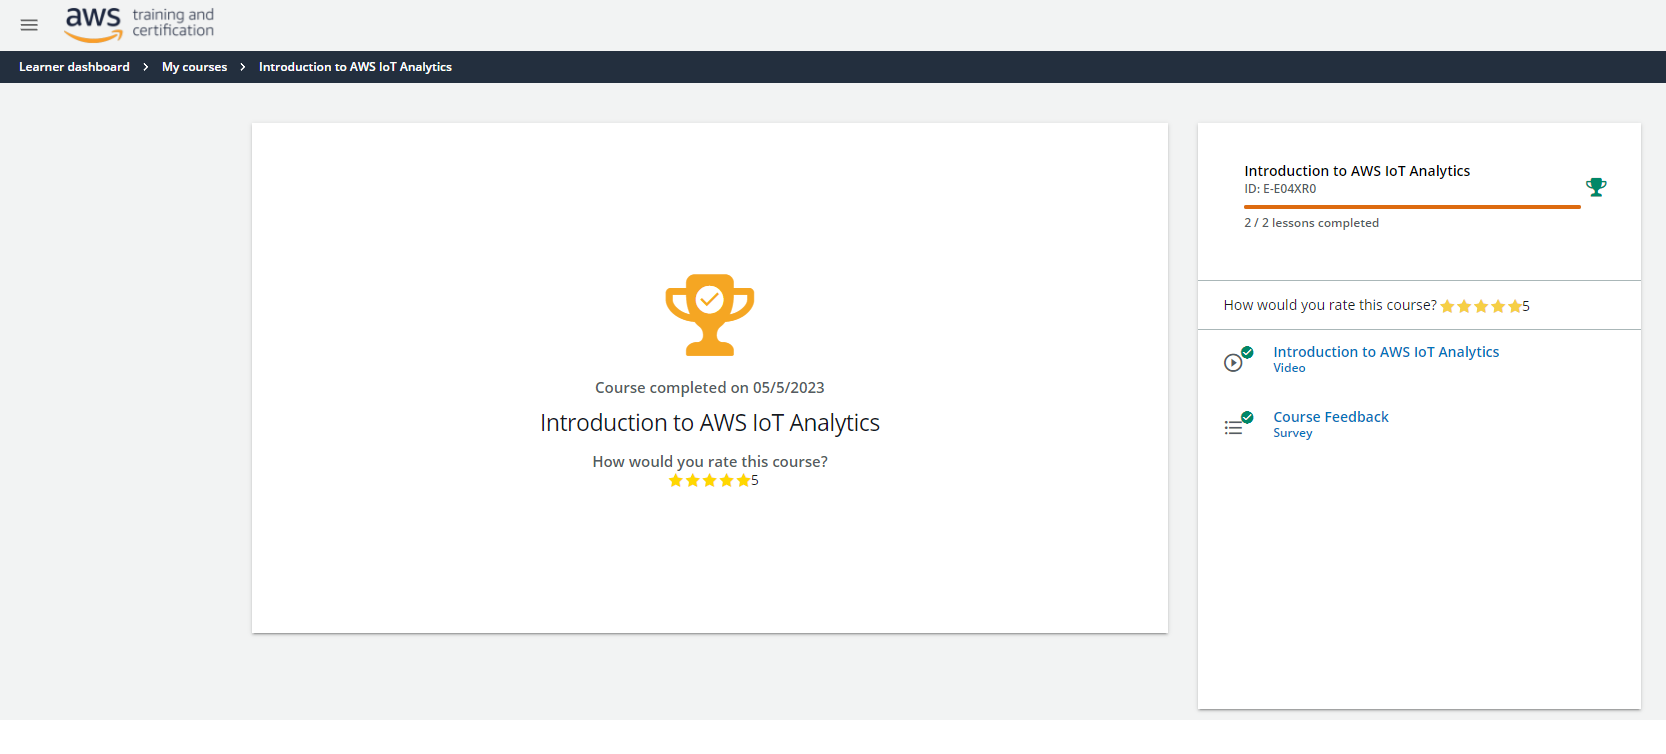 aws training and
certification
Learner dashboard > My courses > Introduction to AWS IoT Analytics
Course completed on 05/5/2023
Introduction to AWS IoT Analytics
How would you rate this course?
5
Introduction to AWS IoT Analytics
ID: E-E04XR0
2 / 2 lessons completed
How would you rate this course? 5
Introduction to AWS IoT Analytics
Video
Course Feedback
Survey